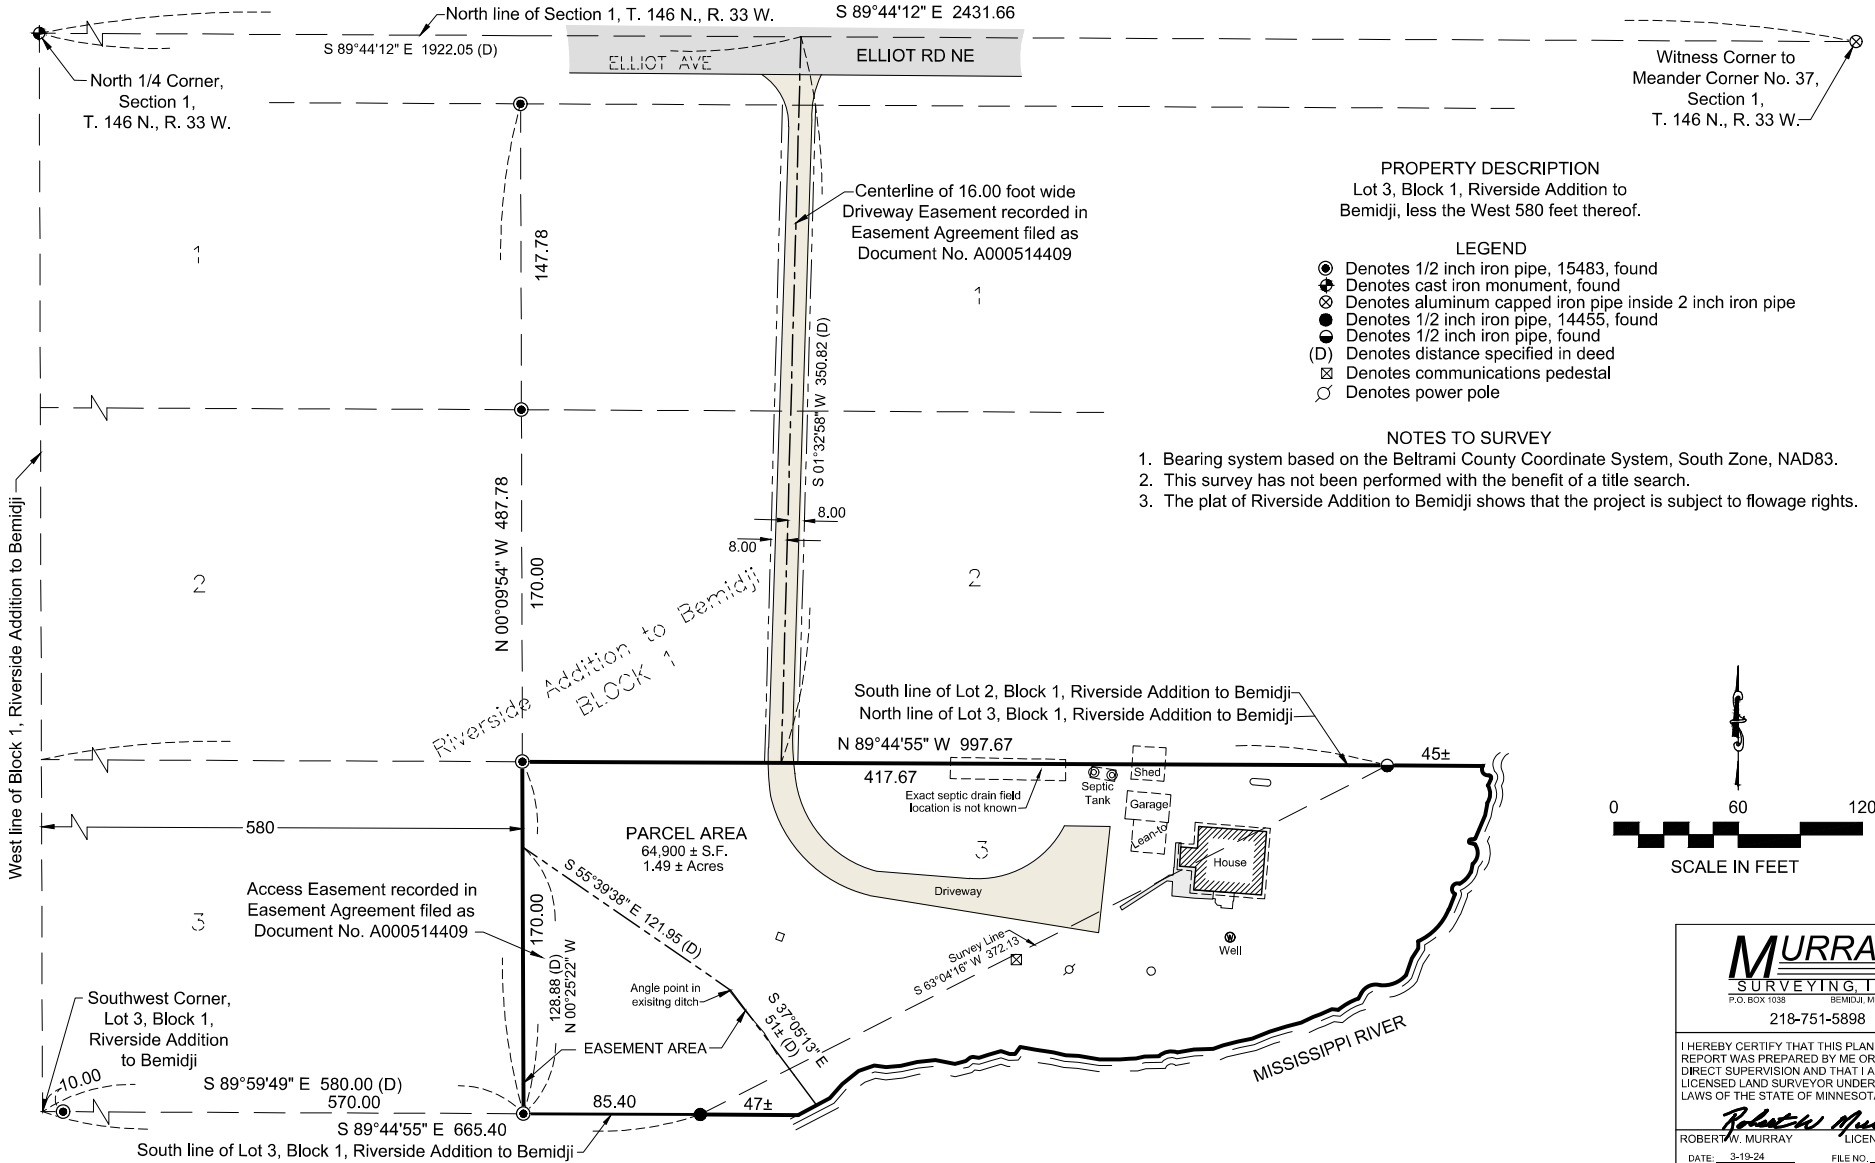 North line of Section 1, T. 146 N., R. 33 W.
S 89°44'12" E 2431.66
S 89°44'12" E 1922.05 (D)
ELLIOT AVE
ELLIOT RD NE
North 1/4 Corner,
Section 1,
T. 146 N., R. 33 W.
Witness Corner to
Meander Corner No. 37,
Section 1,
T. 146 N., R. 33 W.
PROPERTY DESCRIPTION
Lot 3, Block 1, Riverside Addition to
Bemidji, less the West 580 feet thereof.
LEGEND
Denotes 1/2 inch iron pipe, 15483, found
Denotes cast iron monument, found
Denotes aluminum capped iron pipe inside 2 inch iron pipe
Denotes 1/2 inch iron pipe, 14455, found
Denotes 1/2 inch iron pipe, found
(D) Denotes distance specified in deed
Denotes communications pedestal
Denotes power pole
NOTES TO SURVEY
1. Bearing system based on the Beltrami County Coordinate System, South Zone, NAD83.
2. This survey has not been performed with the benefit of a title search.
3. The plat of Riverside Addition to Bemidji shows that the project is subject to flowage rights.
Centerline of 16.00 foot wide
Driveway Easement recorded in
Easement Agreement filed as
Document No. A000514409
1
147.78
1
S 01°32'58" W 350.82 (D)
8.00
8.00
N 00°09'54" W 487.78
170.00
2
2
West line of Block 1, Riverside Addition to Bemidji
Riverside Addition to Bemidji
BLOCK 1
South line of Lot 2, Block 1, Riverside Addition to Bemidji
North line of Lot 3, Block 1, Riverside Addition to Bemidji
N 89°44'55" W 997.67
417.67
45±
Exact septic drain field
location is not known
Septic
Tank
Shed
Garage
Lean-to
House
580
PARCEL AREA
64,900 ± S.F.
1.49 ± Acres
3
Driveway
Access Easement recorded in
Easement Agreement filed as
Document No. A000514409
3
170.00
128.88 (D)
N 00°25'22" W
S 55°39'38" E 121.95 (D)
Angle point in
exisitng ditch
S 37°05'13" E
51± (D)
EASEMENT AREA
Survey Line
S 63°04'16" W 372.13
Well
MISSISSIPPI RIVER
Southwest Corner,
Lot 3, Block 1,
Riverside Addition
to Bemidji
10.00
S 89°59'49" E 580.00 (D)
570.00
85.40
47±
S 89°44'55" E 665.40
South line of Lot 3, Block 1, Riverside Addition to Bemidji
0 60 120
SCALE IN FEET
MURRA
SURVEYING, I
P.O. BOX 1038 BEMIDJI, M
218-751-5898
I HEREBY CERTIFY THAT THIS PLAN
REPORT WAS PREPARED BY ME OR
DIRECT SUPERVISION AND THAT I A
LICENSED LAND SURVEYOR UNDER
LAWS OF THE STATE OF MINNESOT
Robert W Mu
ROBERT W. MURRAY LICEN
DATE: 3-19-24 FILE NO.